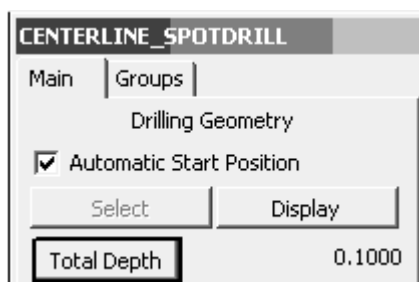 CENTERLINE_SPOTDRILL
Main Groups
Drilling Geometry
Automatic Start Position
Select Display
Total Depth 0.1000